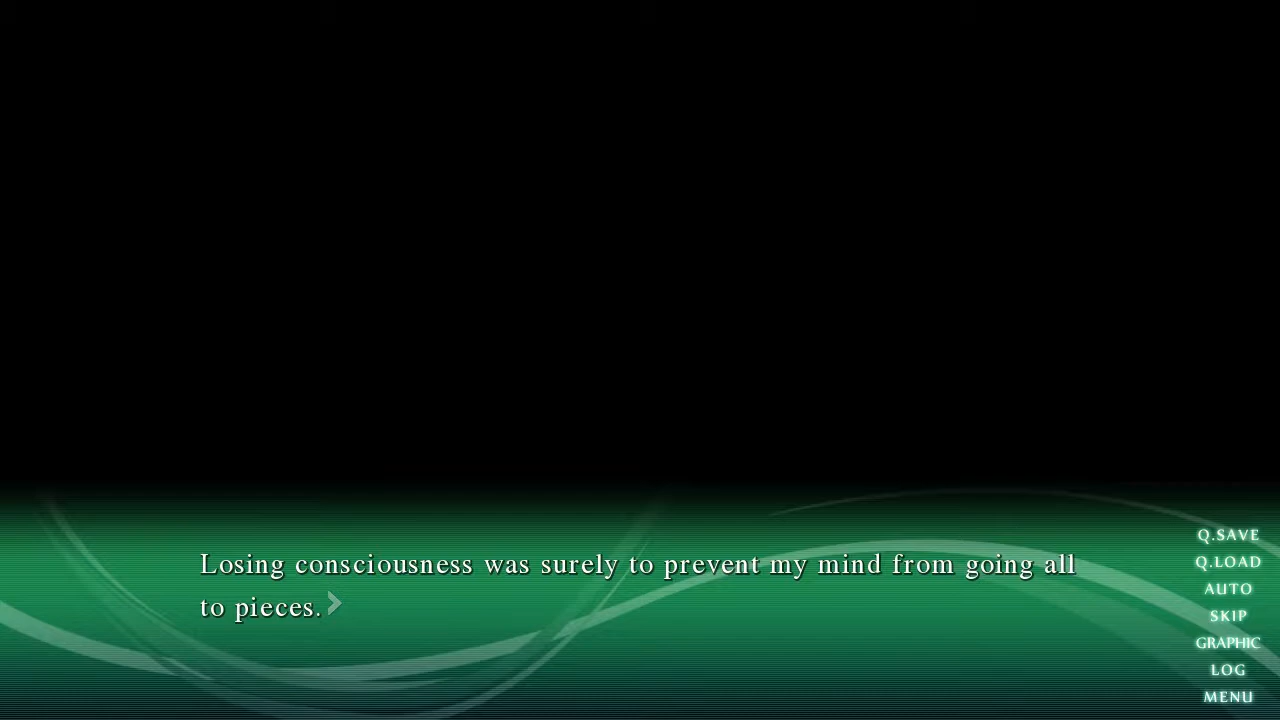 Losing consciousness was surely to prevent my mind from going all
to pieces.
Q.SAVE
Q.LOAD
AUTO
SKIP
GRAPHIC
LOG
MENU